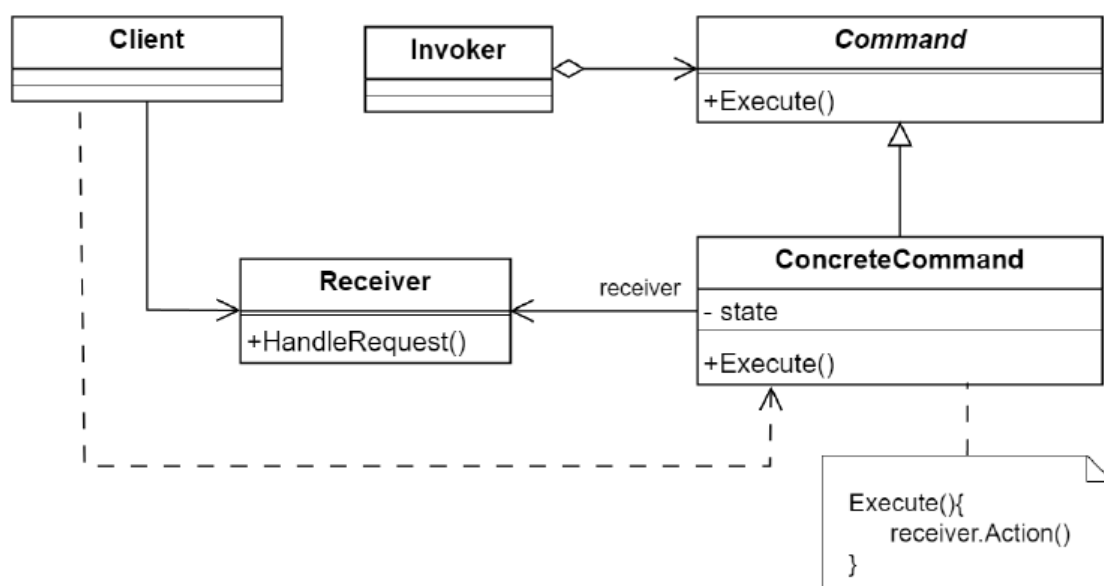 Client
Invoker
Command
+Execute()
Receiver
+HandleRequest()
receiver
ConcreteCommand
- state
+Execute()
Execute(){
receiver.Action()
}